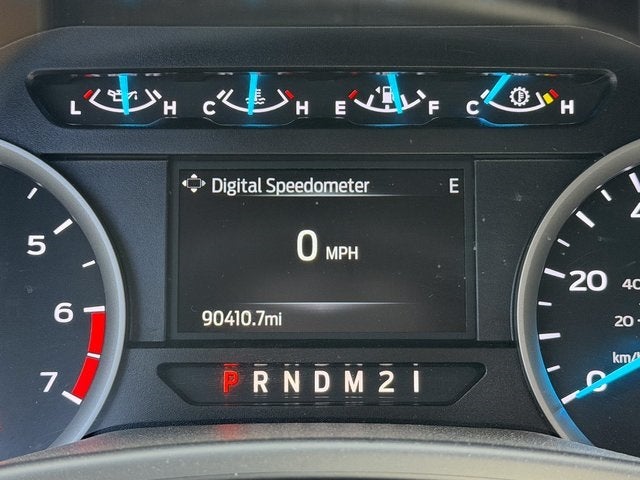 L H C H E F C H
Digital Speedometer E
0 MPH
90410.7mi
P R N D M 2 1
5
6
7
20
0
40
20
km/h